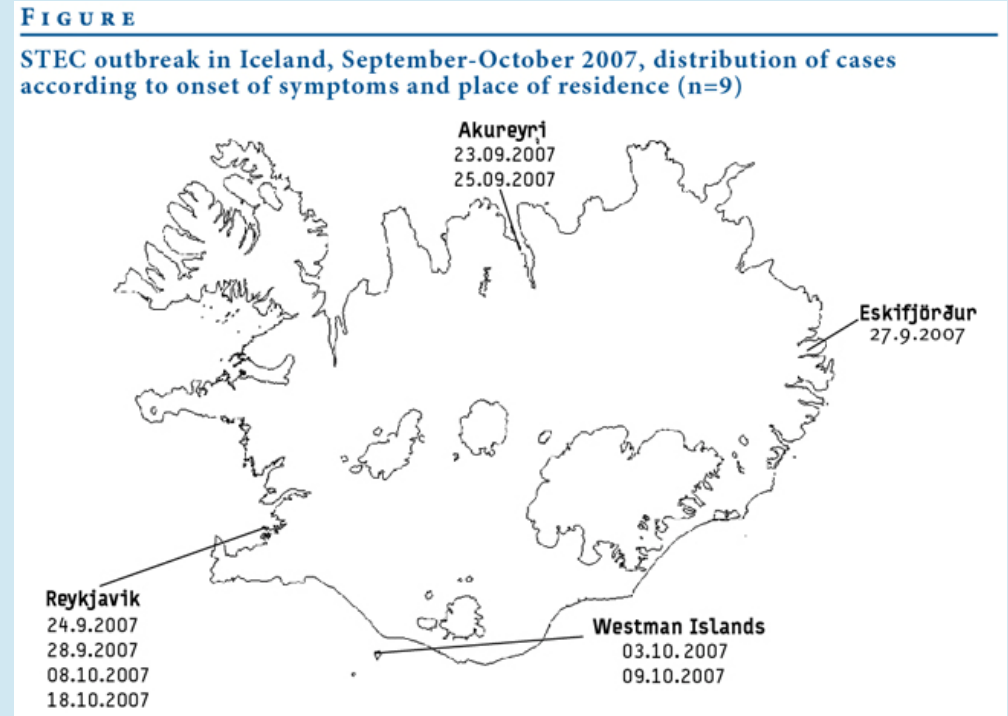 FIGURE
STEC outbreak in Iceland, September-October 2007, distribution of cases
according to onset of symptoms and place of residence (n=9)
Akureyri
23.09.2007
25.09.2007
Eskifjörður
27.9.2007
Reykjavik
24.9.2007
28.9.2007
08.10.2007
18.10.2007
Westman Islands
03.10. 2007
09.10.2007